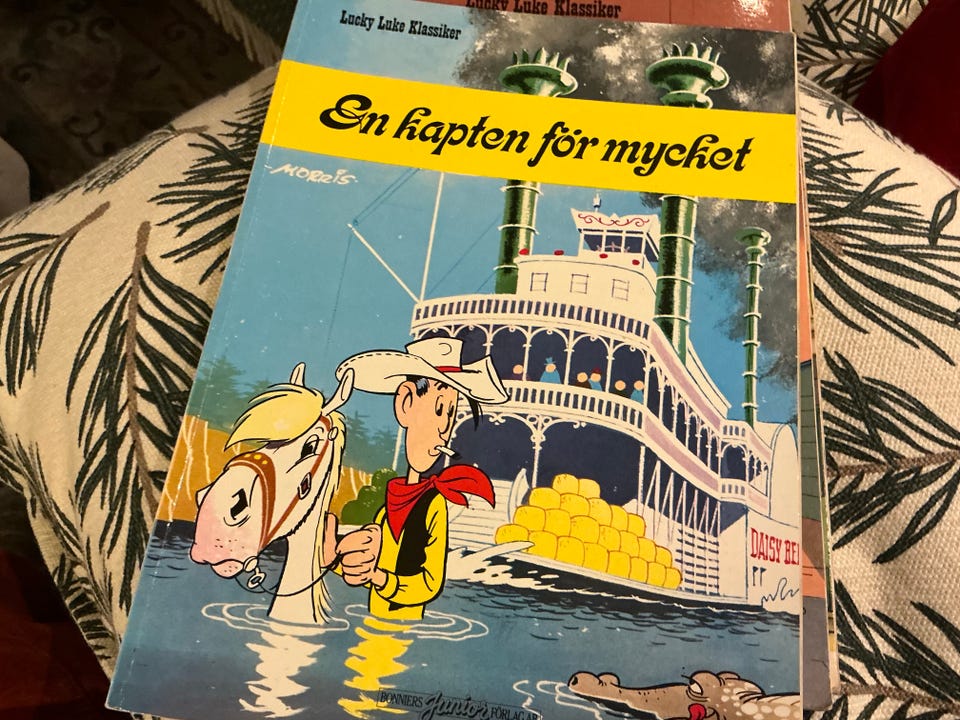 Lucky Luke Klassiker
Lucky Luke Klassiker
En kapten för mycket
MORRIS
DAISY BE
BONNIERS Junior FÖRLAG AB